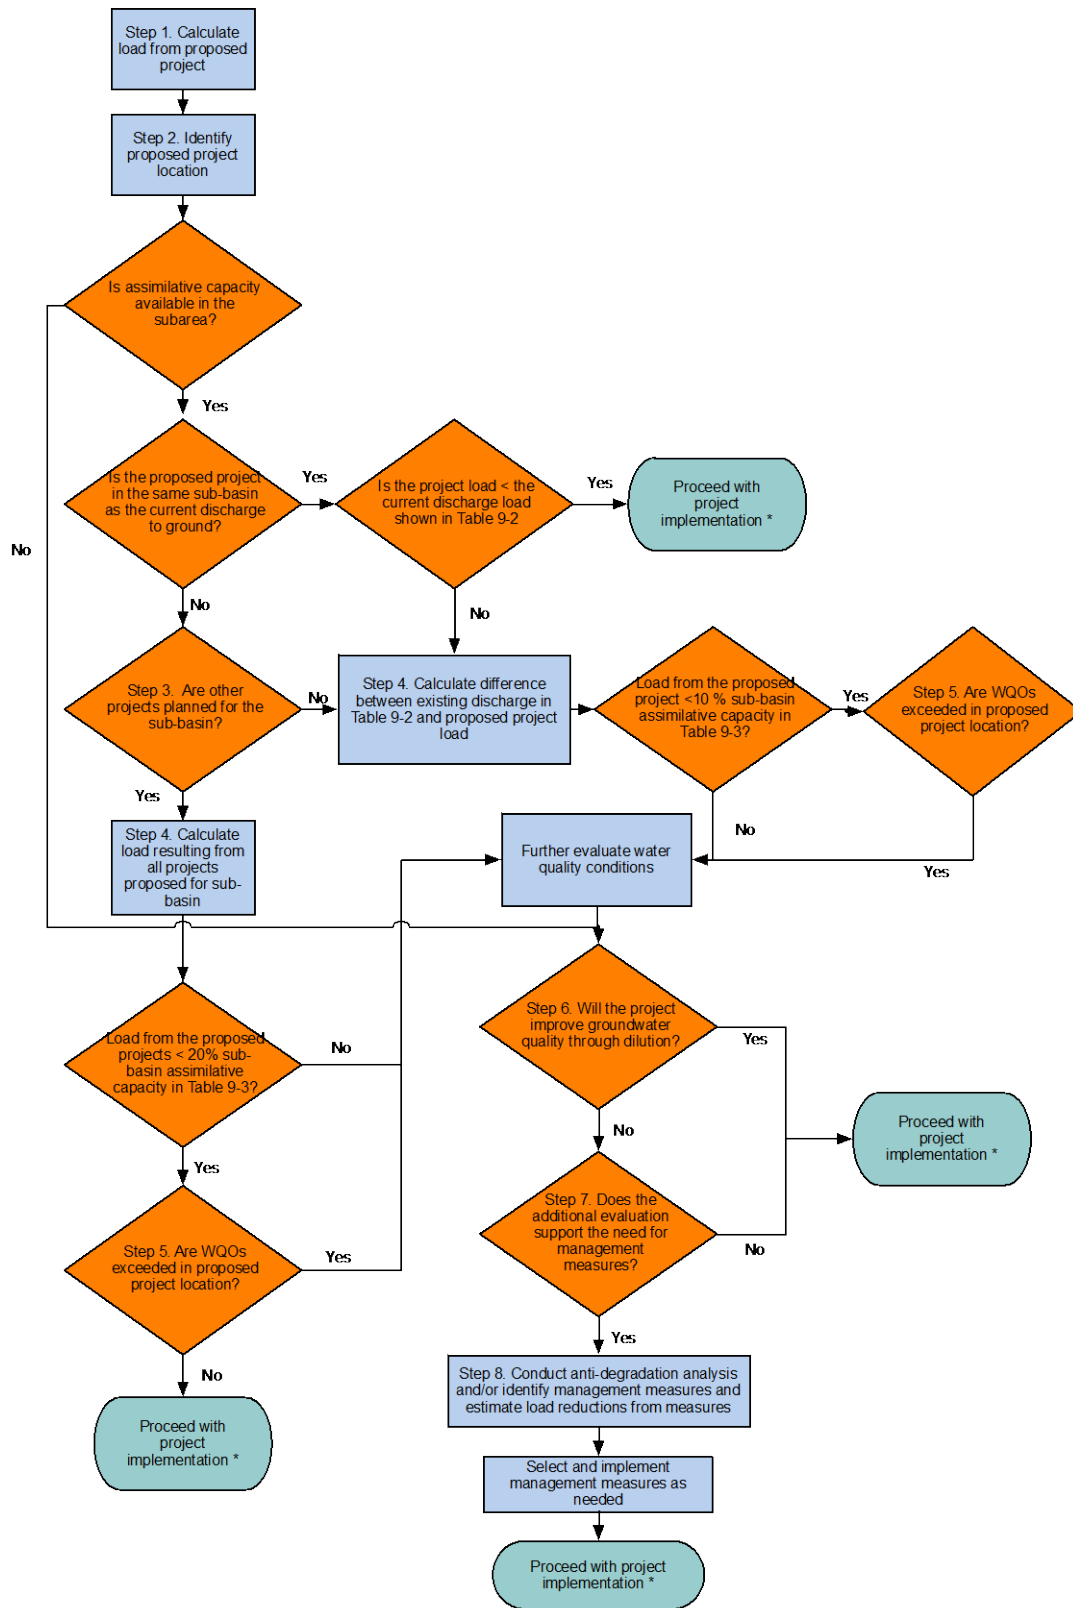 Step 1. Calculate
load from proposed
project
Step 2. Identify
proposed project
location
Is assimilative capacity
available in the
subarea?
Yes
No
Is the proposed project
in the same sub-basin
as the current discharge
to ground?
Yes
Is the project load < the
current discharge load
shown in Table 9-2
Yes
Proceed with
project
implementation *
No
No
Step 3.  Are other
projects planned for the
sub-basin?
No
Step 4. Calculate difference
between existing discharge in
Table 9-2 and proposed project
load
Load from the proposed
project <10 % sub-basin
assimilative capacity in
Table 9-3?
Yes
Step 5. Are WQOs
exceeded in proposed
project location?
Yes
No
Yes
Step 4. Calculate
load resulting from
all projects
proposed for sub-
basin
Further evaluate water
quality conditions
Load from the proposed
projects < 20% sub-
basin assimilative
capacity in Table 9-3?
No
Yes
Step 6. Will the project
improve groundwater
quality through dilution?
Yes
No
Proceed with
project
implementation *
Step 5. Are WQOs
exceeded in proposed
project location?
Yes
No
Step 7. Does the
additional evaluation
support the need for
management
measures?
No
Yes
Proceed with
project
implementation *
Step 8. Conduct anti-degradation analysis
and/or identify management measures and
estimate load reductions from measures
Select and implement
management measures as
needed
Proceed with project
implementation *